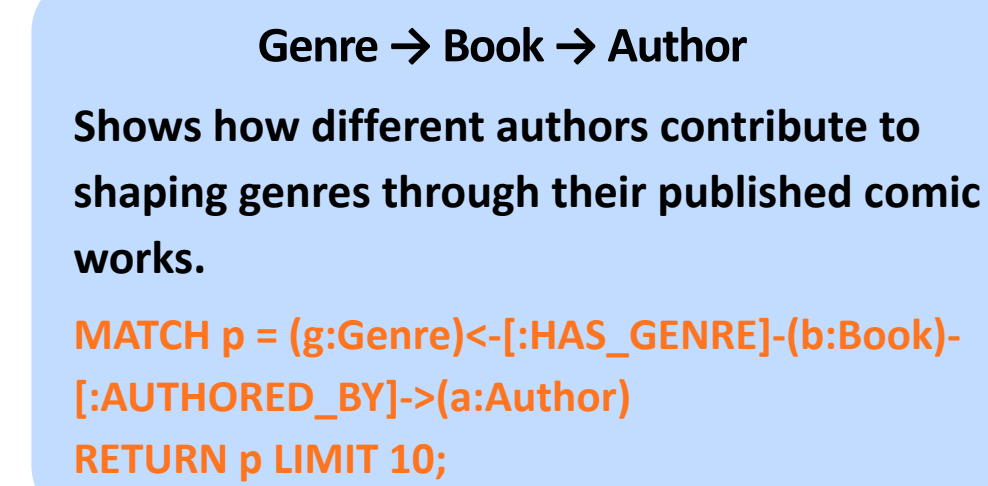 Genre → Book → Author
Shows how different authors contribute to
shaping genres through their published comic
works.
MATCH p = (g:Genre)<-[:HAS_GENRE]-(b:Book)-
[:AUTHORED_BY]->(a:Author)
RETURN p LIMIT 10;